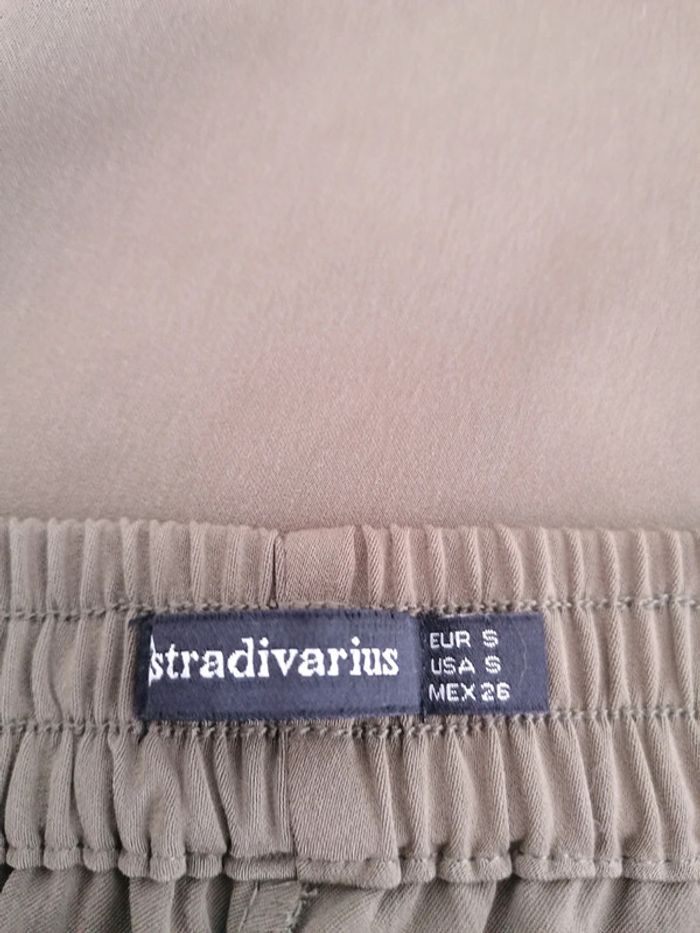 stradivarius
EUR S
USA S
MEX 26